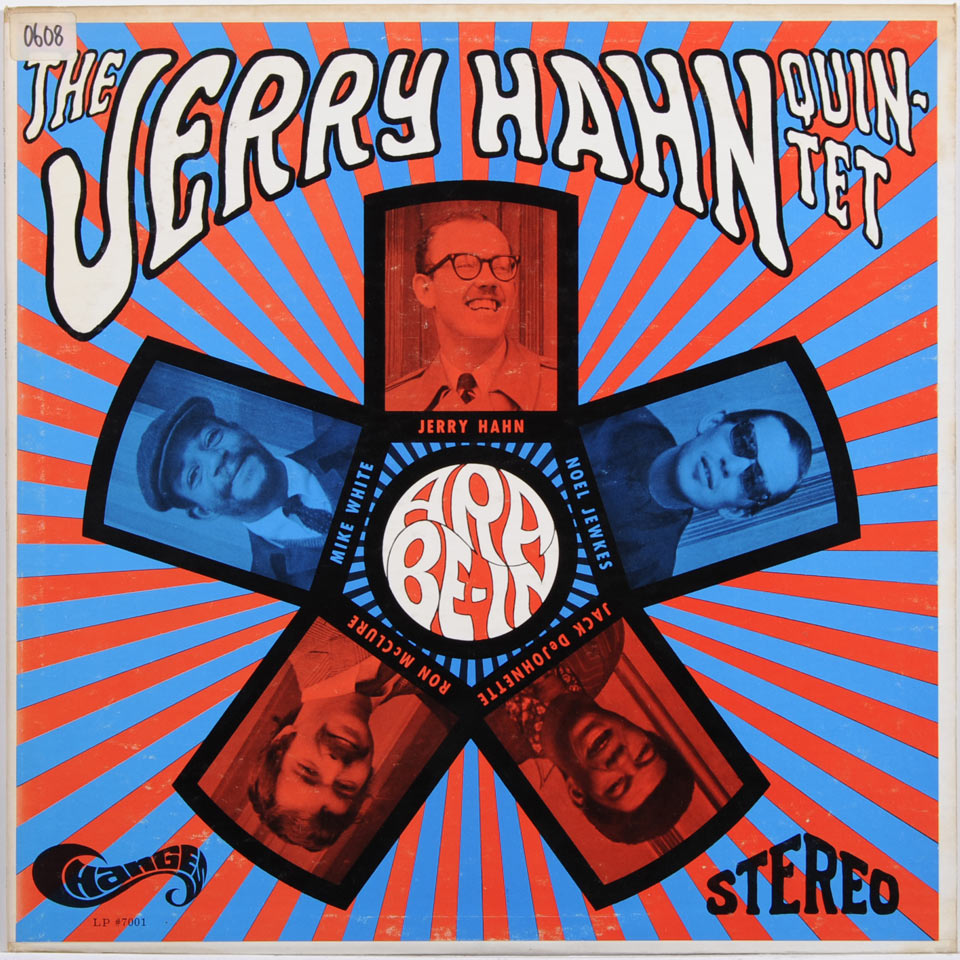 0608
THE JERRY HAHN QUIN-
TET
JERRY HAHN
MIKE WHITE
NOEL JEWKES
ARA
BE-IN
RON McCLURE
JACK DeJOHNETTE
CHANGES
LP #7001
STEREO